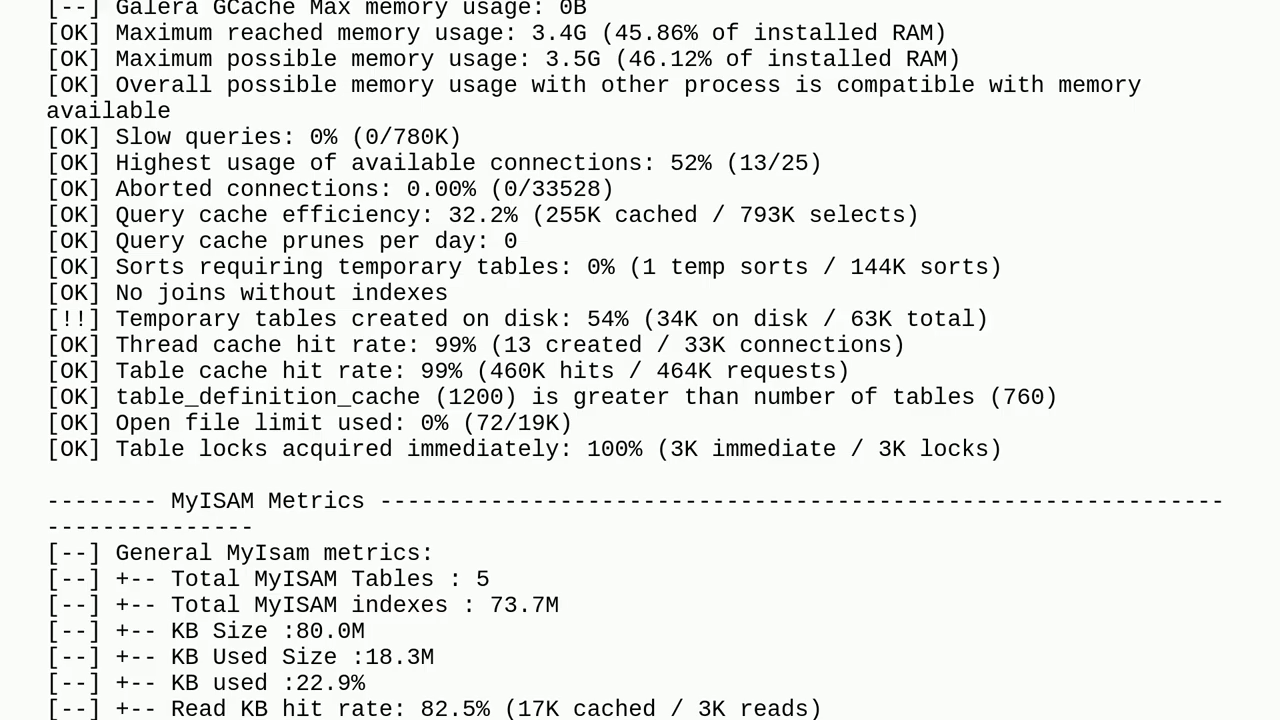 [--] Galera GCache Max memory usage: 0B
[OK] Maximum reached memory usage: 3.4G (45.86% of installed RAM)
[OK] Maximum possible memory usage: 3.5G (46.12% of installed RAM)
[OK] Overall possible memory usage with other process is compatible with memory
available
[OK] Slow queries: 0% (0/780K)
[OK] Highest usage of available connections: 52% (13/25)
[OK] Aborted connections: 0.00% (0/33528)
[OK] Query cache efficiency: 32.2% (255K cached / 793K selects)
[OK] Query cache prunes per day: 0
[OK] Sorts requiring temporary tables: 0% (1 temp sorts / 144K sorts)
[OK] No joins without indexes
[!!] Temporary tables created on disk: 54% (34K on disk / 63K total)
[OK] Thread cache hit rate: 99% (13 created / 33K connections)
[OK] Table cache hit rate: 99% (460K hits / 464K requests)
[OK] table_definition_cache (1200) is greater than number of tables (760)
[OK] Open file limit used: 0% (72/19K)
[OK] Table locks acquired immediately: 100% (3K immediate / 3K locks)
-------- MyISAM Metrics -------------------------------------------------------------
---------------
[--] General MyIsam metrics:
[--] +-- Total MyISAM Tables : 5
[--] +-- Total MyISAM indexes : 73.7M
[--] +-- KB Size :80.0M
[--] +-- KB Used Size :18.3M
[--] +-- KB used :22.9%
[--] +-- Read KB hit rate: 82.5% (17K cached / 3K reads)